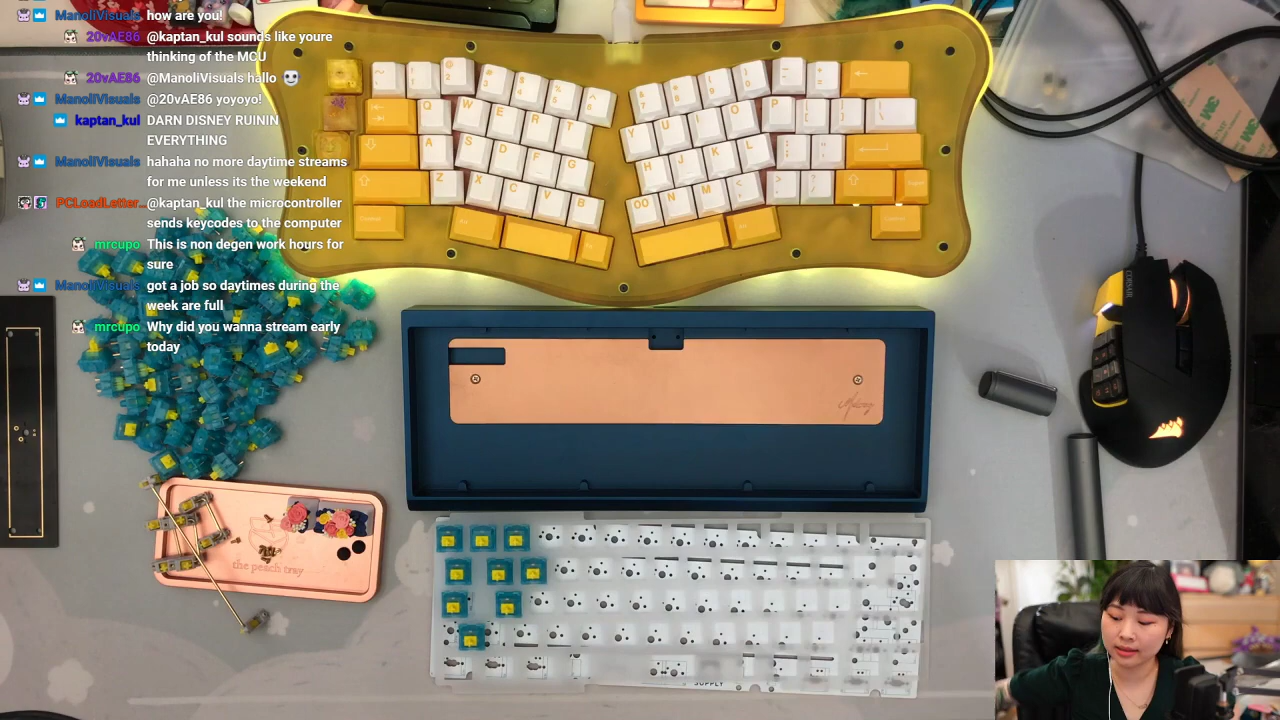 ManoliVisuals how are you!
20vAE86 @kaptan_kul sounds like youre
thinking of the MCU
20vAE86 @ManoliVisuals hallo
ManoliVisuals @20vAE86 yoyoyo!
kaptan_kul DARN DISNEY RUININ
EVERYTHING
ManoliVisuals hahaha no more daytime streams
for me unless its the weekend
PCLoadLetter... @kaptan_kul the microcontroller
sends keycodes to the computer
mrcupo This is non degen work hours for
sure
ManoliVisuals got a job so daytimes during the
week are full
mrcupo Why did you wanna stream early
today
Q W E R T Y U I O P
A S D F G H J K L
Z X C V B N M
CORSAIR
the peach tray
SUPPLY